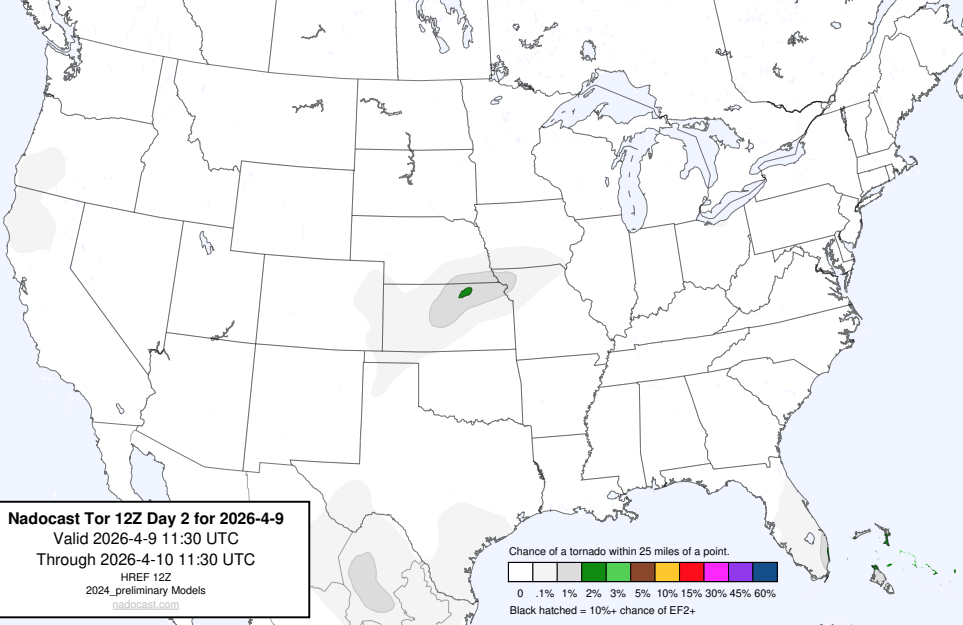 Nadocast Tor 12Z Day 2 for 2026-4-9
Valid 2026-4-9 11:30 UTC
Through 2026-4-10 11:30 UTC
HREF 12Z
2024_preliminary Models
nadocast.com
Chance of a tornado within 25 miles of a point.
0 .1% 1% 2% 3% 5% 10% 15% 30% 45% 60%
Black hatched = 10%+ chance of EF2+